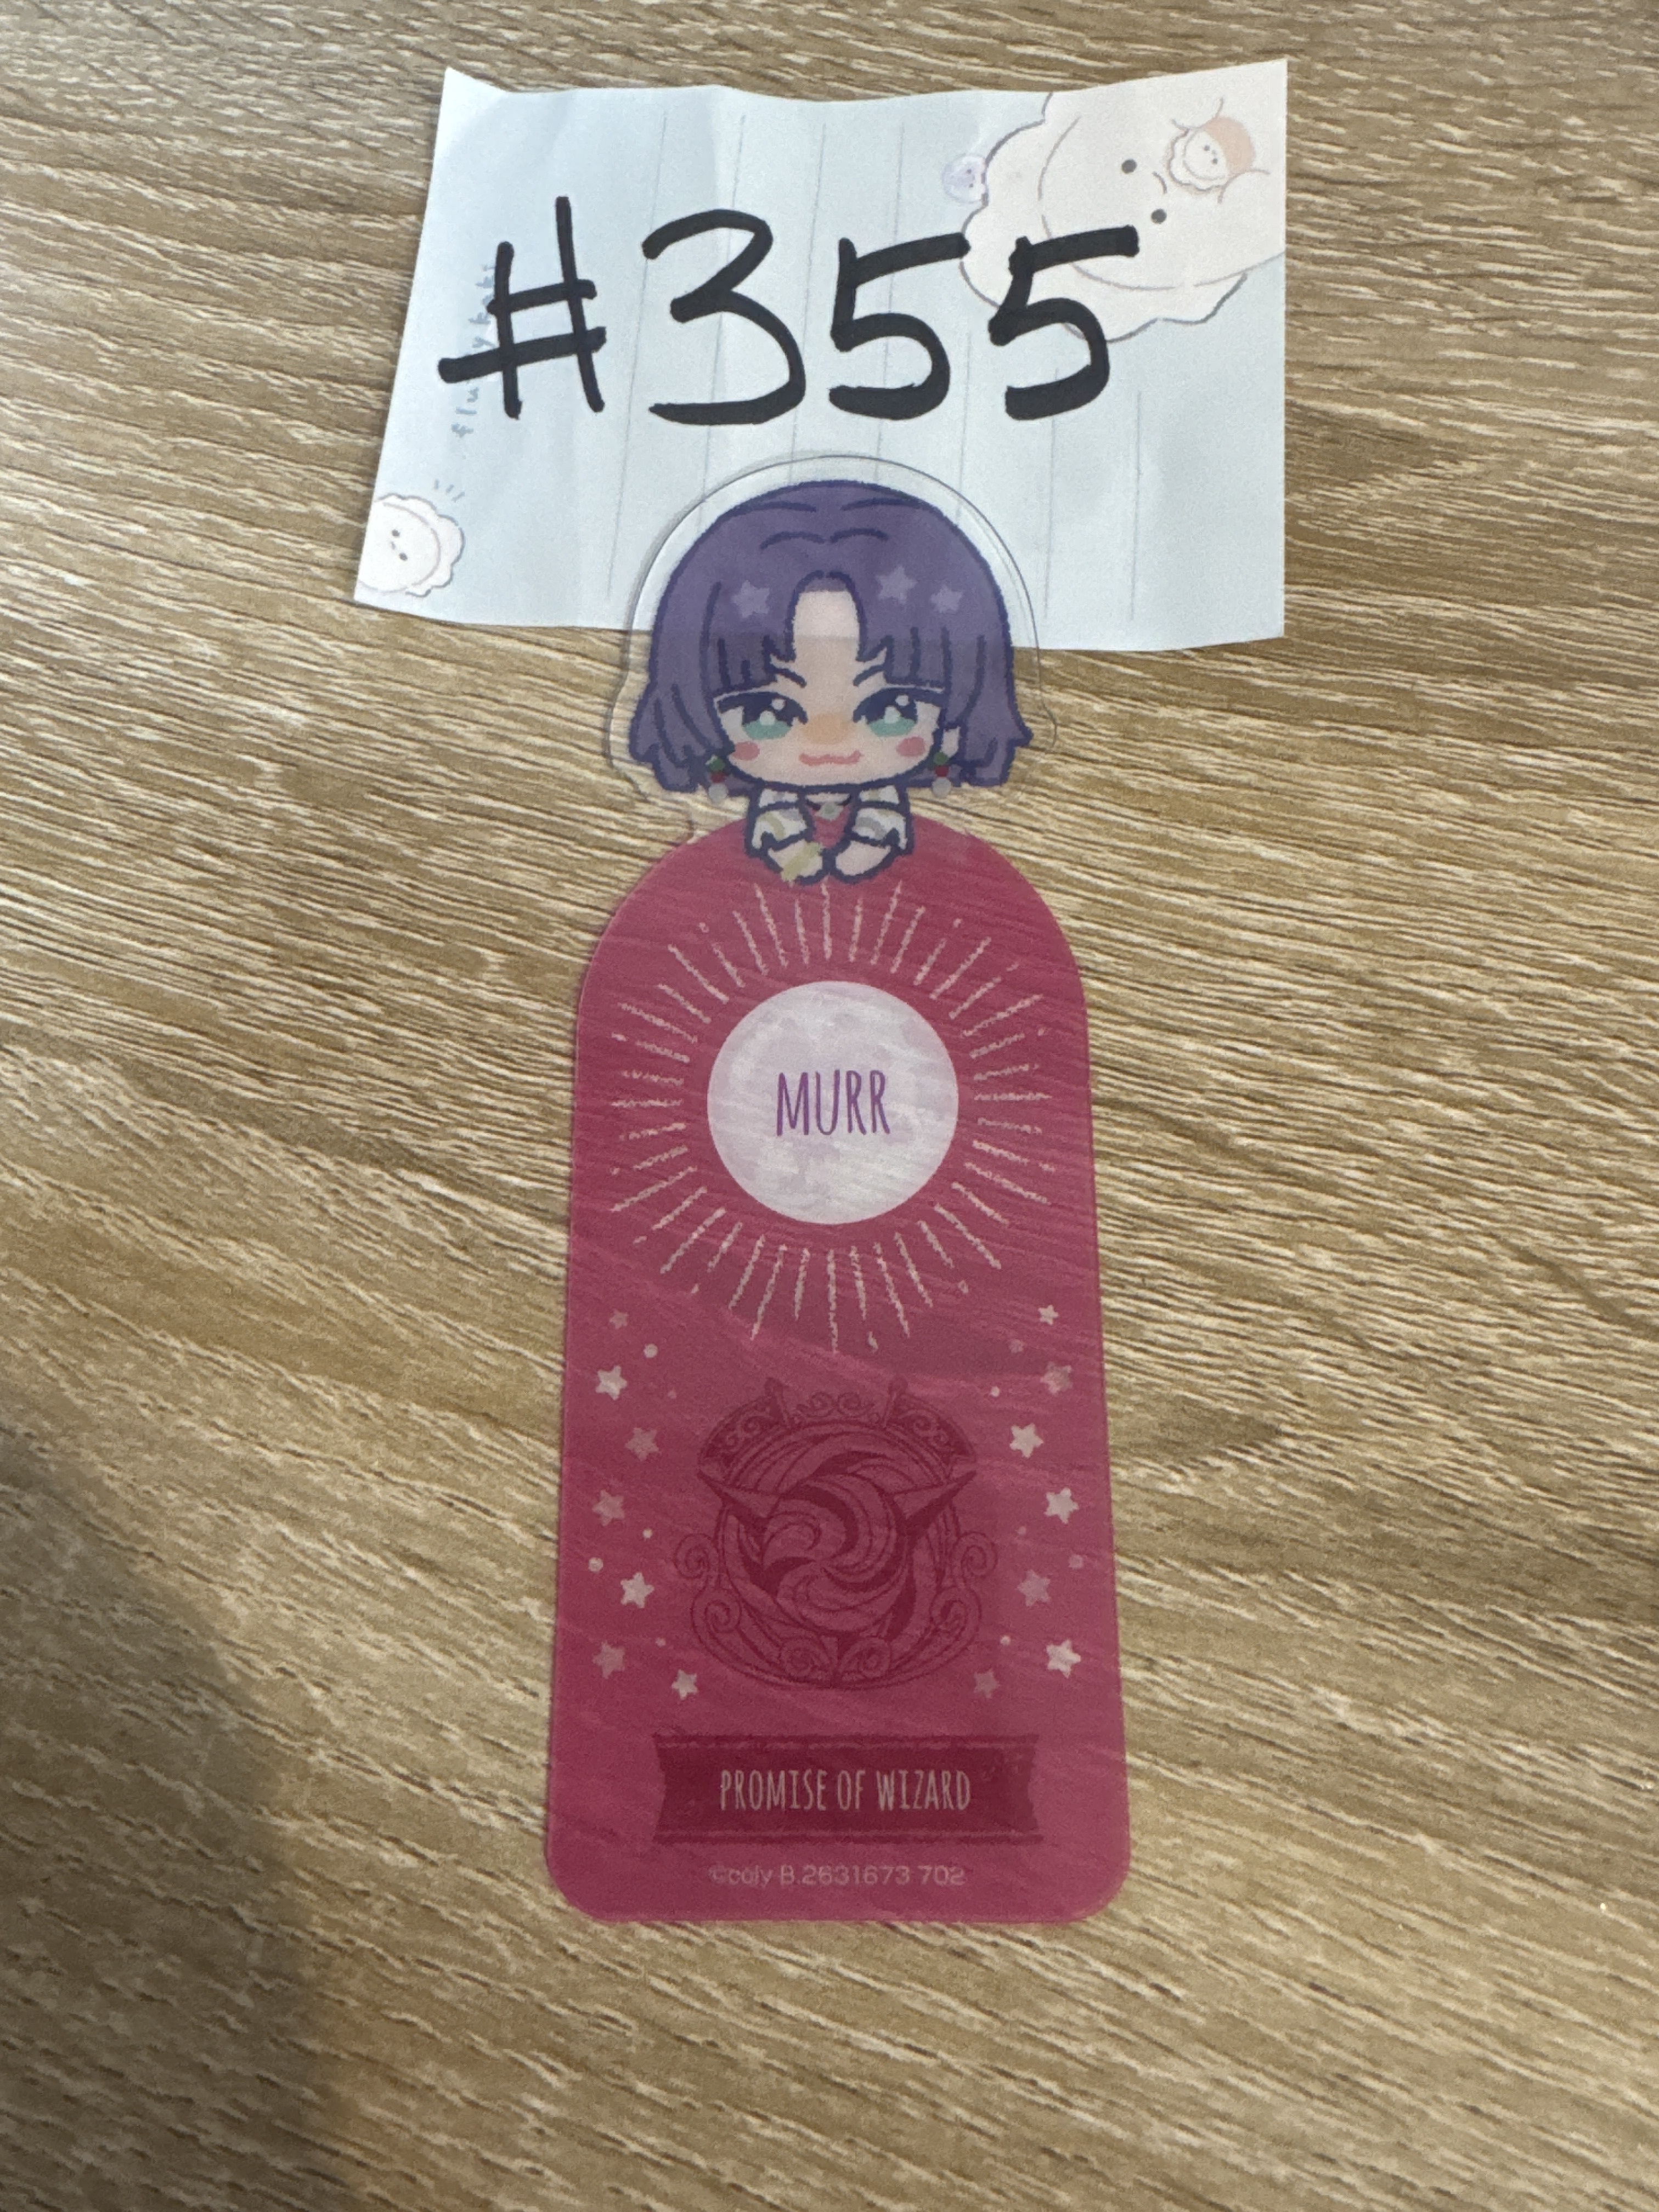 #355
MURR
PROMISE OF WIZARD
©coly B.2631673 702